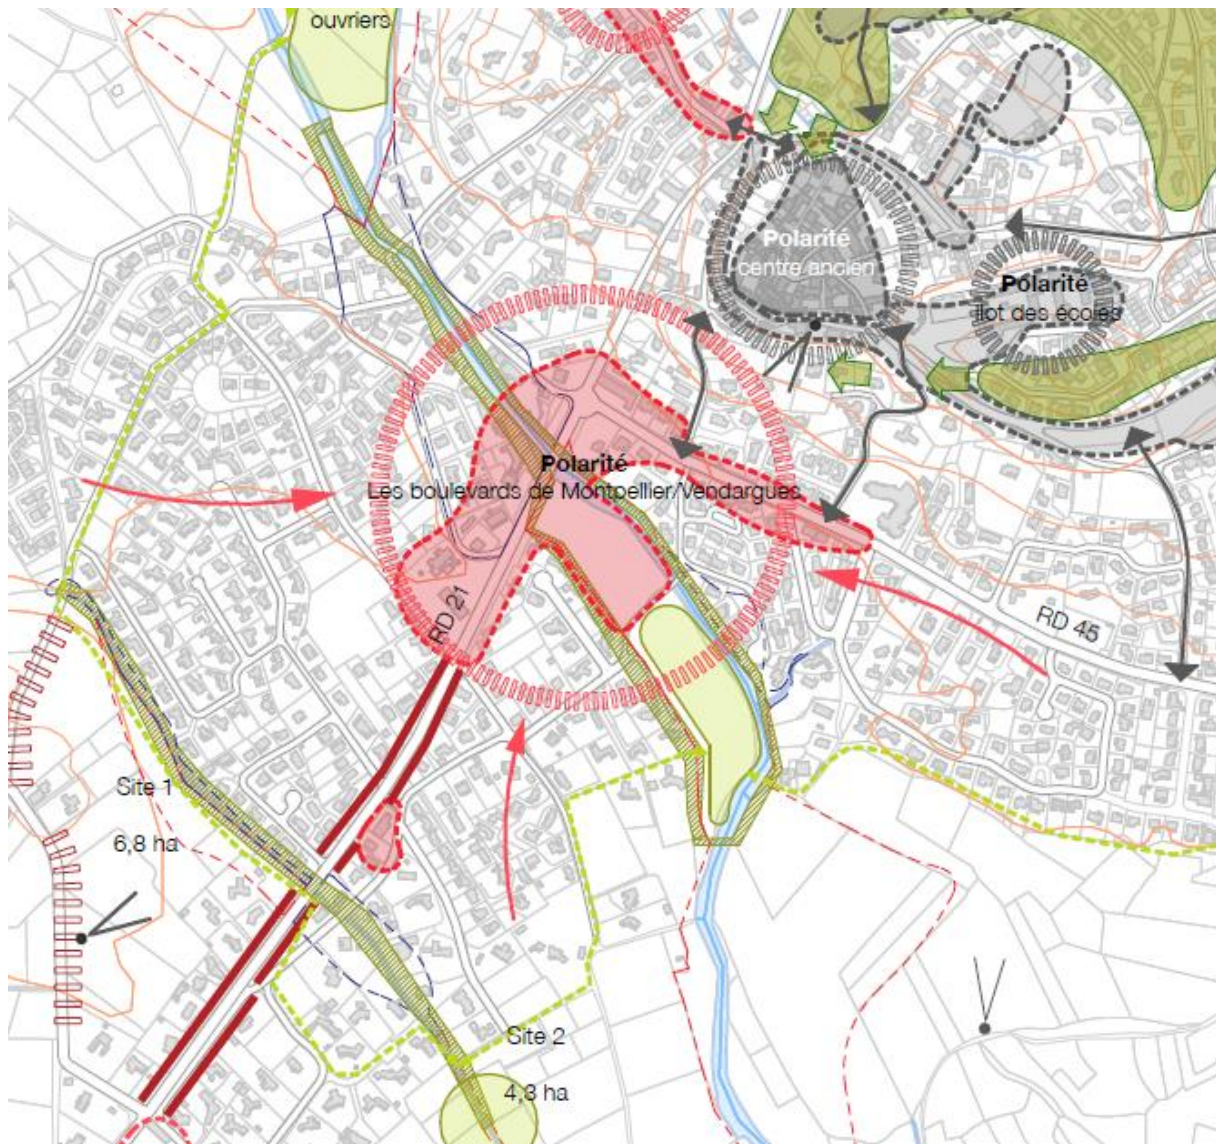 ouvriers
Polarité
centre ancien
Polarité
îlot des écoles
Polarité
Les boulevards de Montpellier/Vendargues
RD 21
RD 45
Site 1
6,8 ha
Site 2
4,3 ha